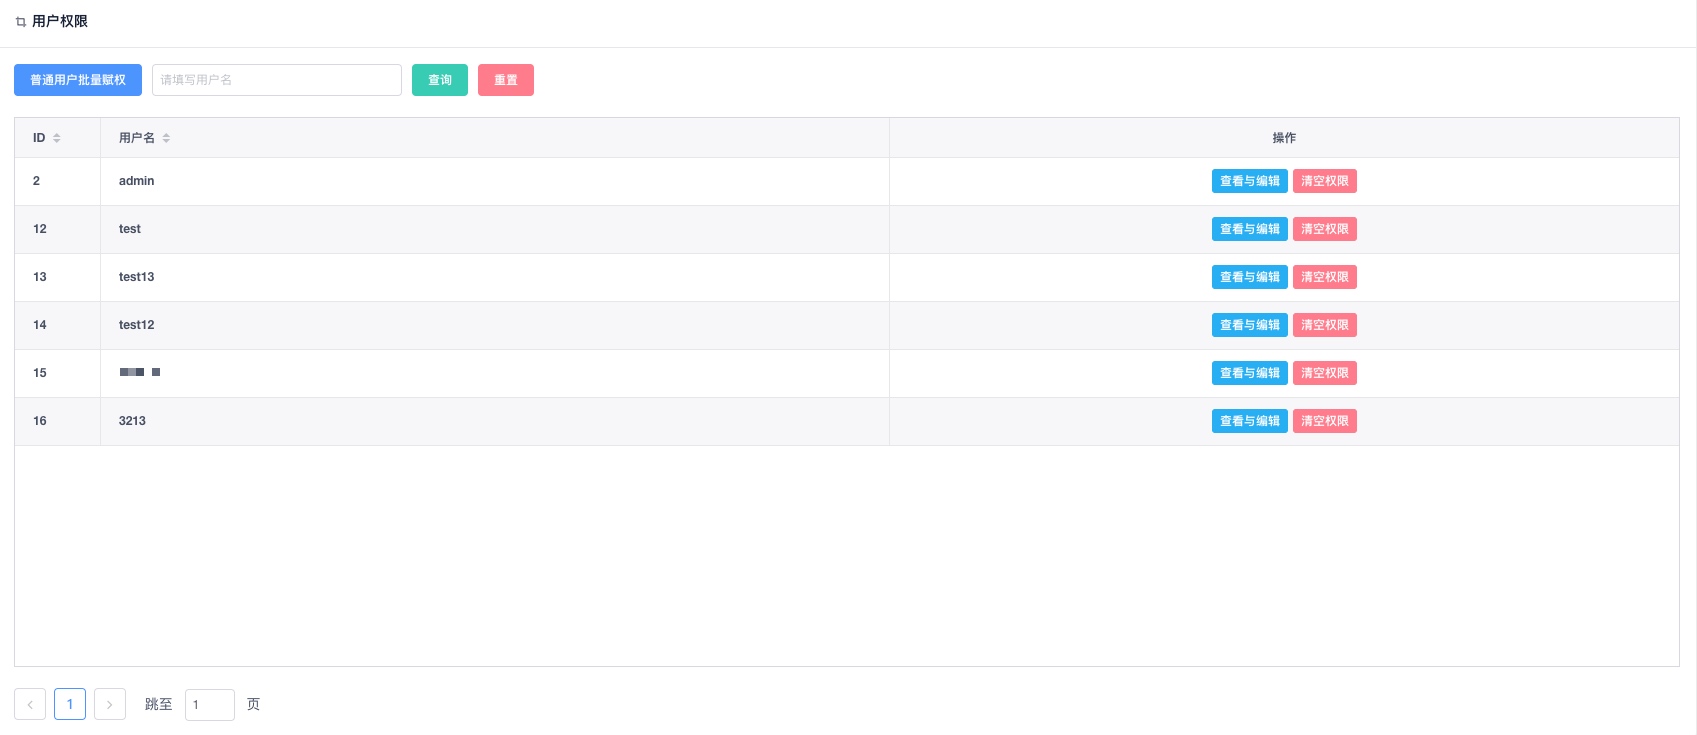 用户权限
普通用户批量赋权 请填写用户名 查询 重置
ID 用户名 操作
2 admin 查看与编辑 清空权限
12 test 查看与编辑 清空权限
13 test13 查看与编辑 清空权限
14 test12 查看与编辑 清空权限
15 查看与编辑 清空权限
16 3213 查看与编辑 清空权限
1 跳至 1 页